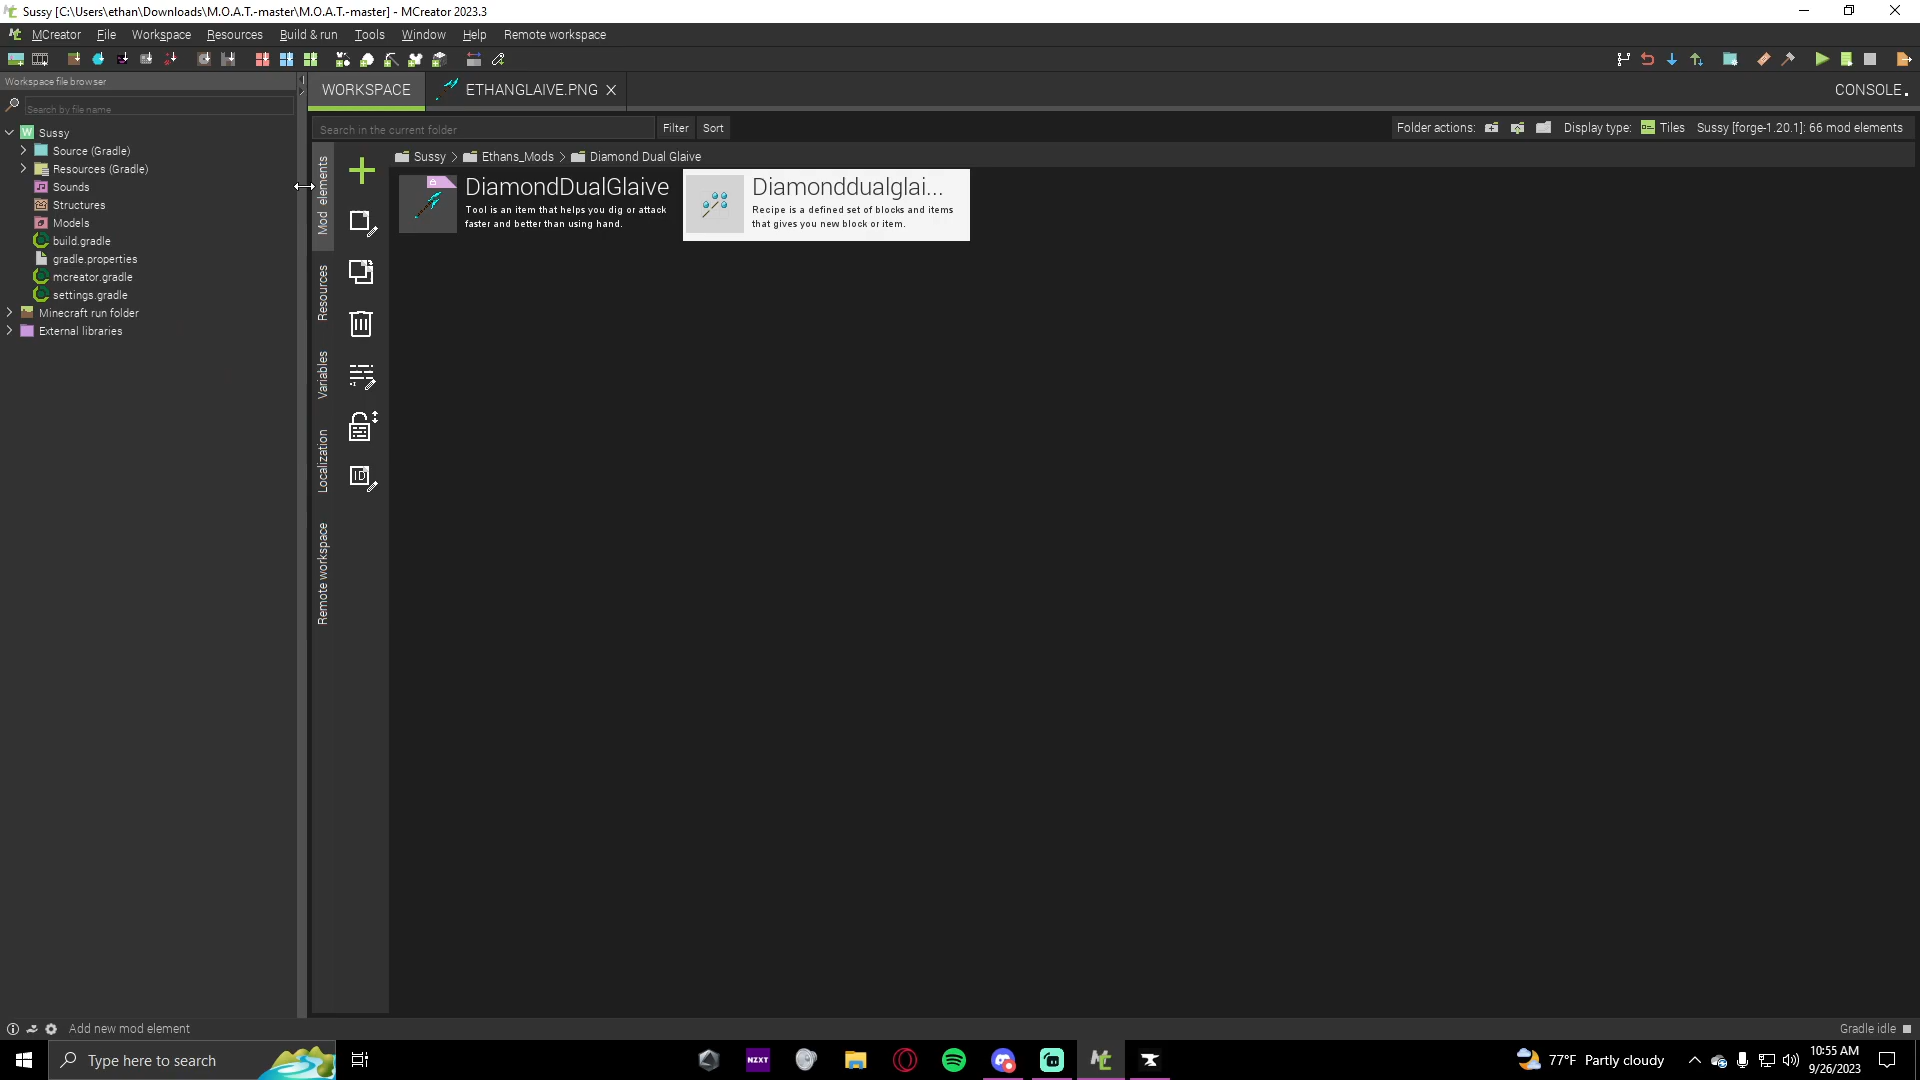 Sussy [C:\Users\ethan\Downloads\M.O.A.T.-master\M.O.A.T.-master] - MCreator 2023.3
MCreator File Workspace Resources Build & run Tools Window Help Remote workspace
Workspace file browser
WORKSPACE ETHANGLAIVE.PNG CONSOLE
Search by file name
Search in the current folder Filter Sort Folder actions: Display type: Tiles Sussy [forge-1.20.1]: 66 mod elements
Sussy
Source (Gradle)
Resources (Gradle)
Sounds
Structures
Models
build.gradle
gradle.properties
mcreator.gradle
settings.gradle
Minecraft run folder
External libraries
Mod elements
Resources
Variables
Localization
Remote workspace
ID
Sussy > Ethans_Mods > Diamond Dual Glaive
DiamondDualGlaive
Tool is an item that helps you dig or attack
faster and better than using hand.
Diamonddualglai...
Recipe is a defined set of blocks and items
that gives you new block or item.
Add new mod element Gradle idle
Type here to search
NZXT
77°F Partly cloudy
10:55 AM
9/26/2023